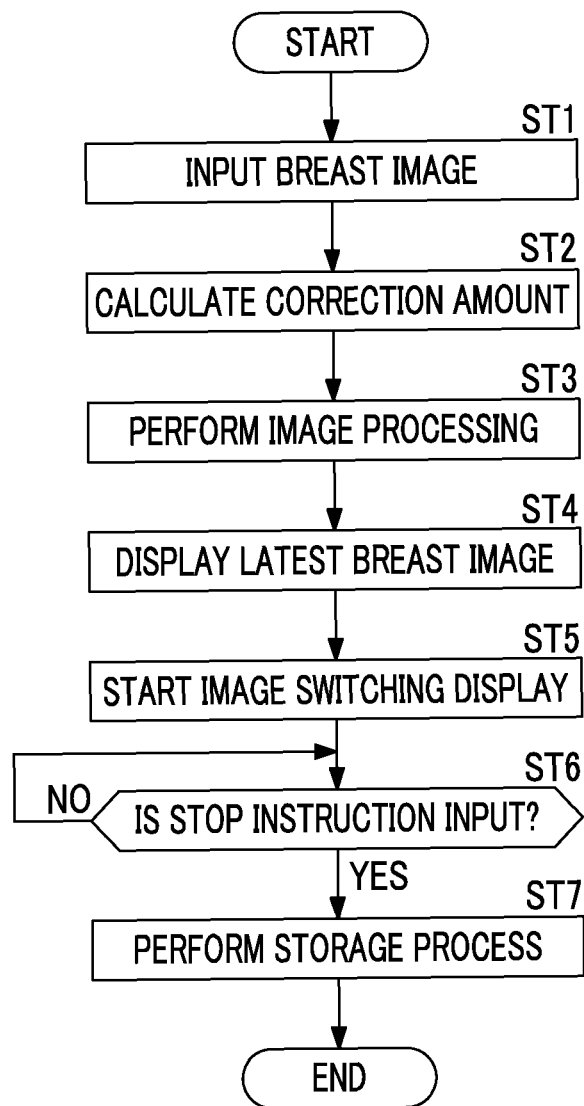 START
ST1
INPUT BREAST IMAGE
ST2
CALCULATE CORRECTION AMOUNT
ST3
PERFORM IMAGE PROCESSING
ST4
DISPLAY LATEST BREAST IMAGE
ST5
START IMAGE SWITCHING DISPLAY
ST6
NO
IS STOP INSTRUCTION INPUT?
YES
ST7
PERFORM STORAGE PROCESS
END